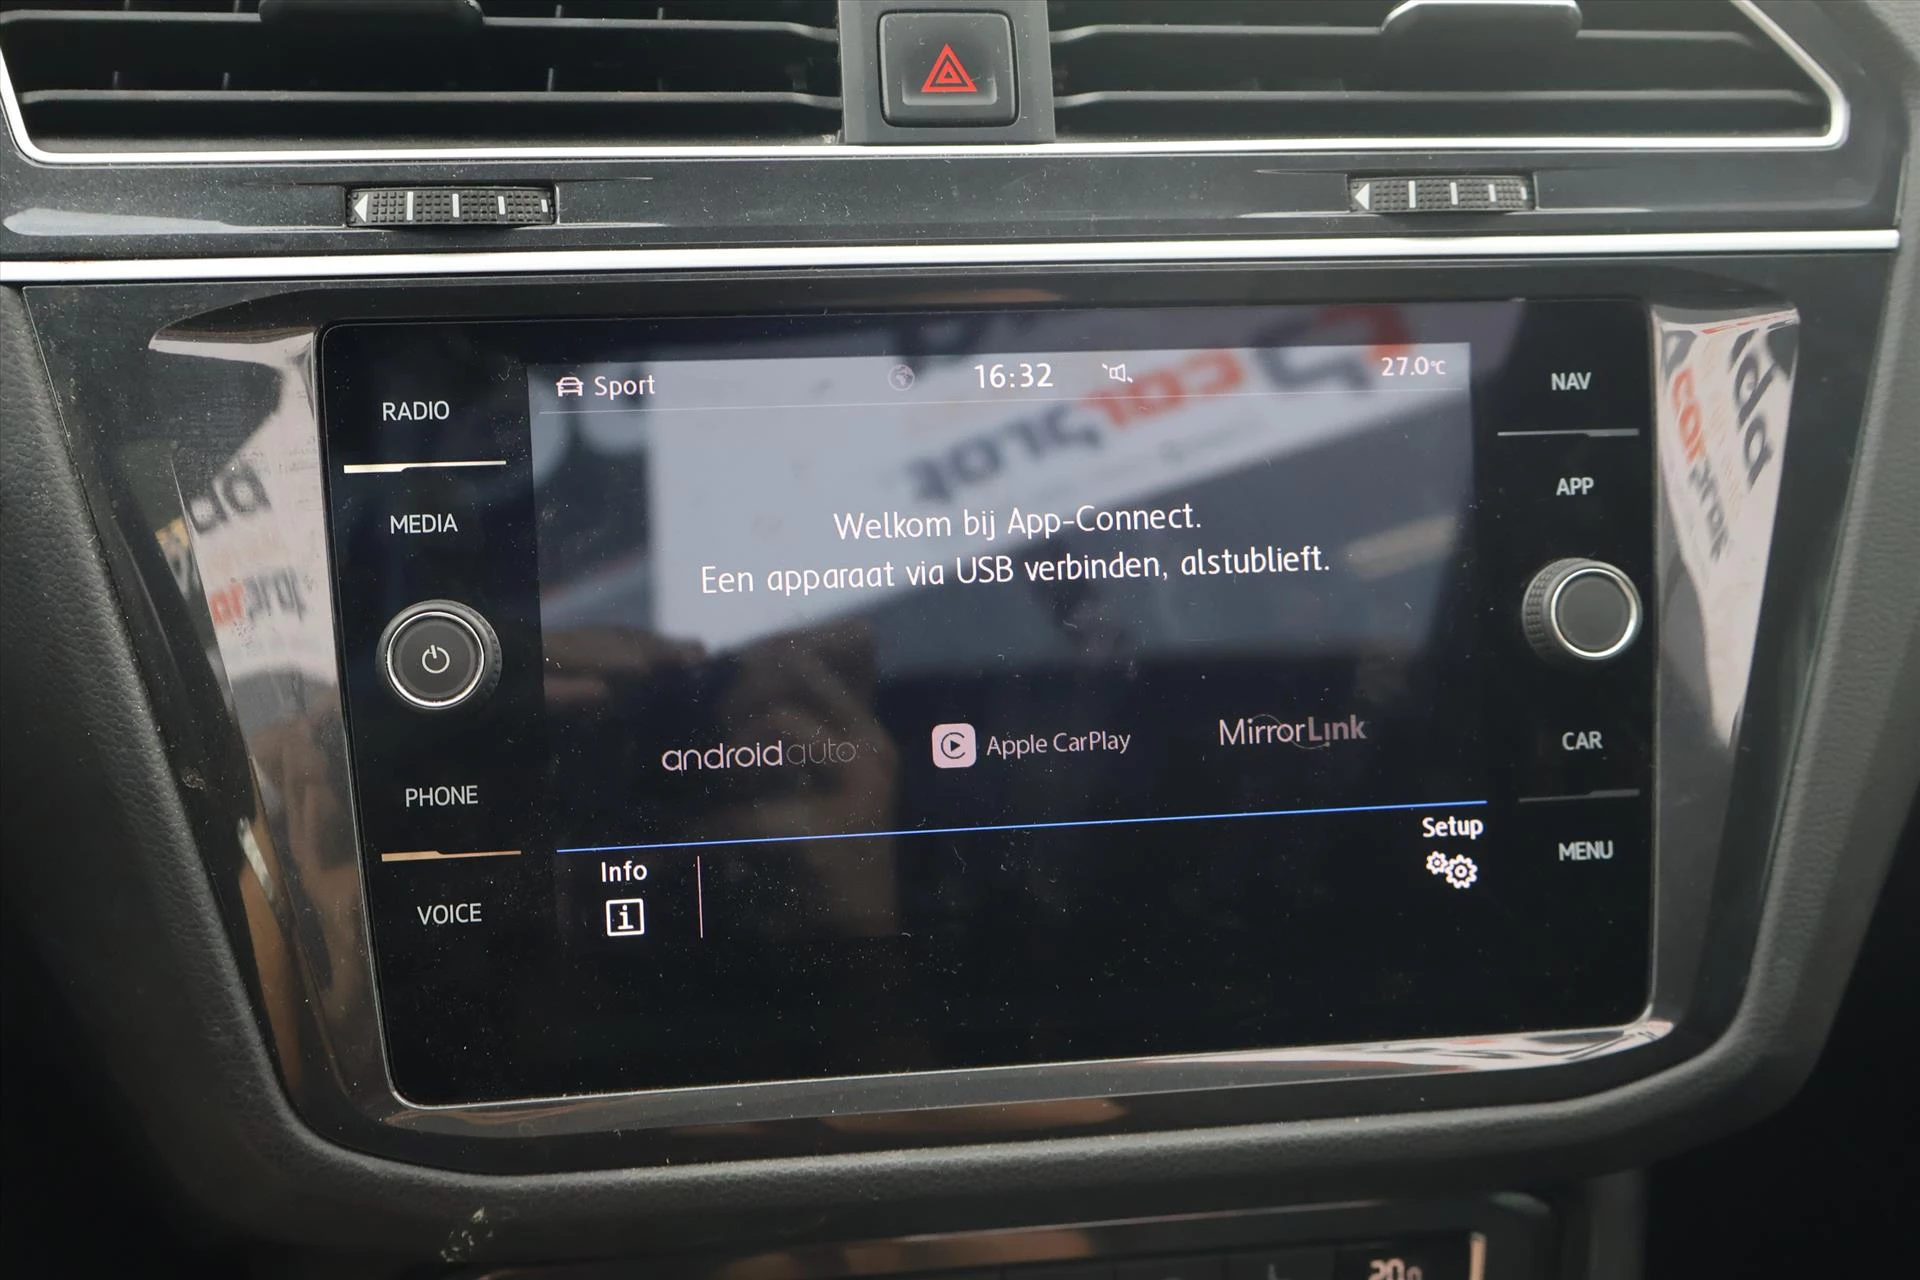 Sport
16:32
27.0°C
RADIO
MEDIA
PHONE
VOICE
Welkom bij App-Connect.
Een apparaat via USB verbinden, alstublieft.
androidauto
Apple CarPlay
MirrorLink
Info
i
Setup
NAV
APP
CAR
MENU